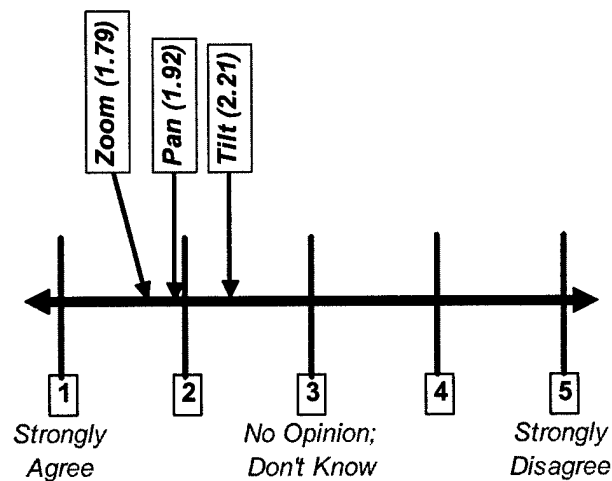 Zoom (1.79)
Pan (1.92)
Tilt (2.21)
1
2
3
4
5
Strongly
Agree
No Opinion;
Don't Know
Strongly
Disagree